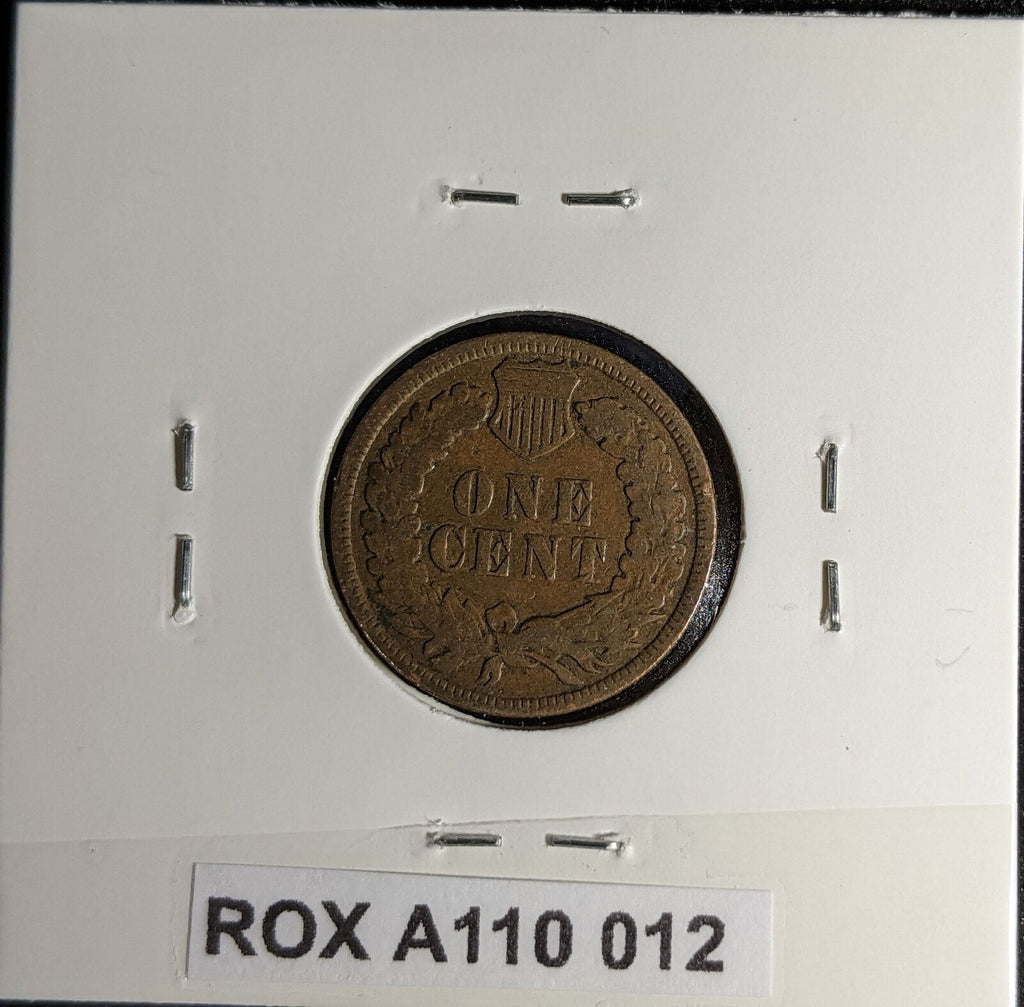 ONE
CENT
ROX A110 012